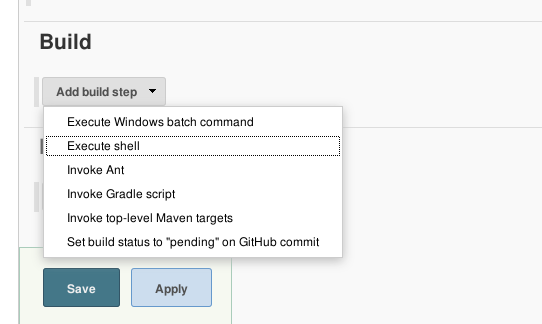 Build
Add build step
Execute Windows batch command
Execute shell
Invoke Ant
Invoke Gradle script
Invoke top-level Maven targets
Set build status to "pending" on GitHub commit
Save Apply